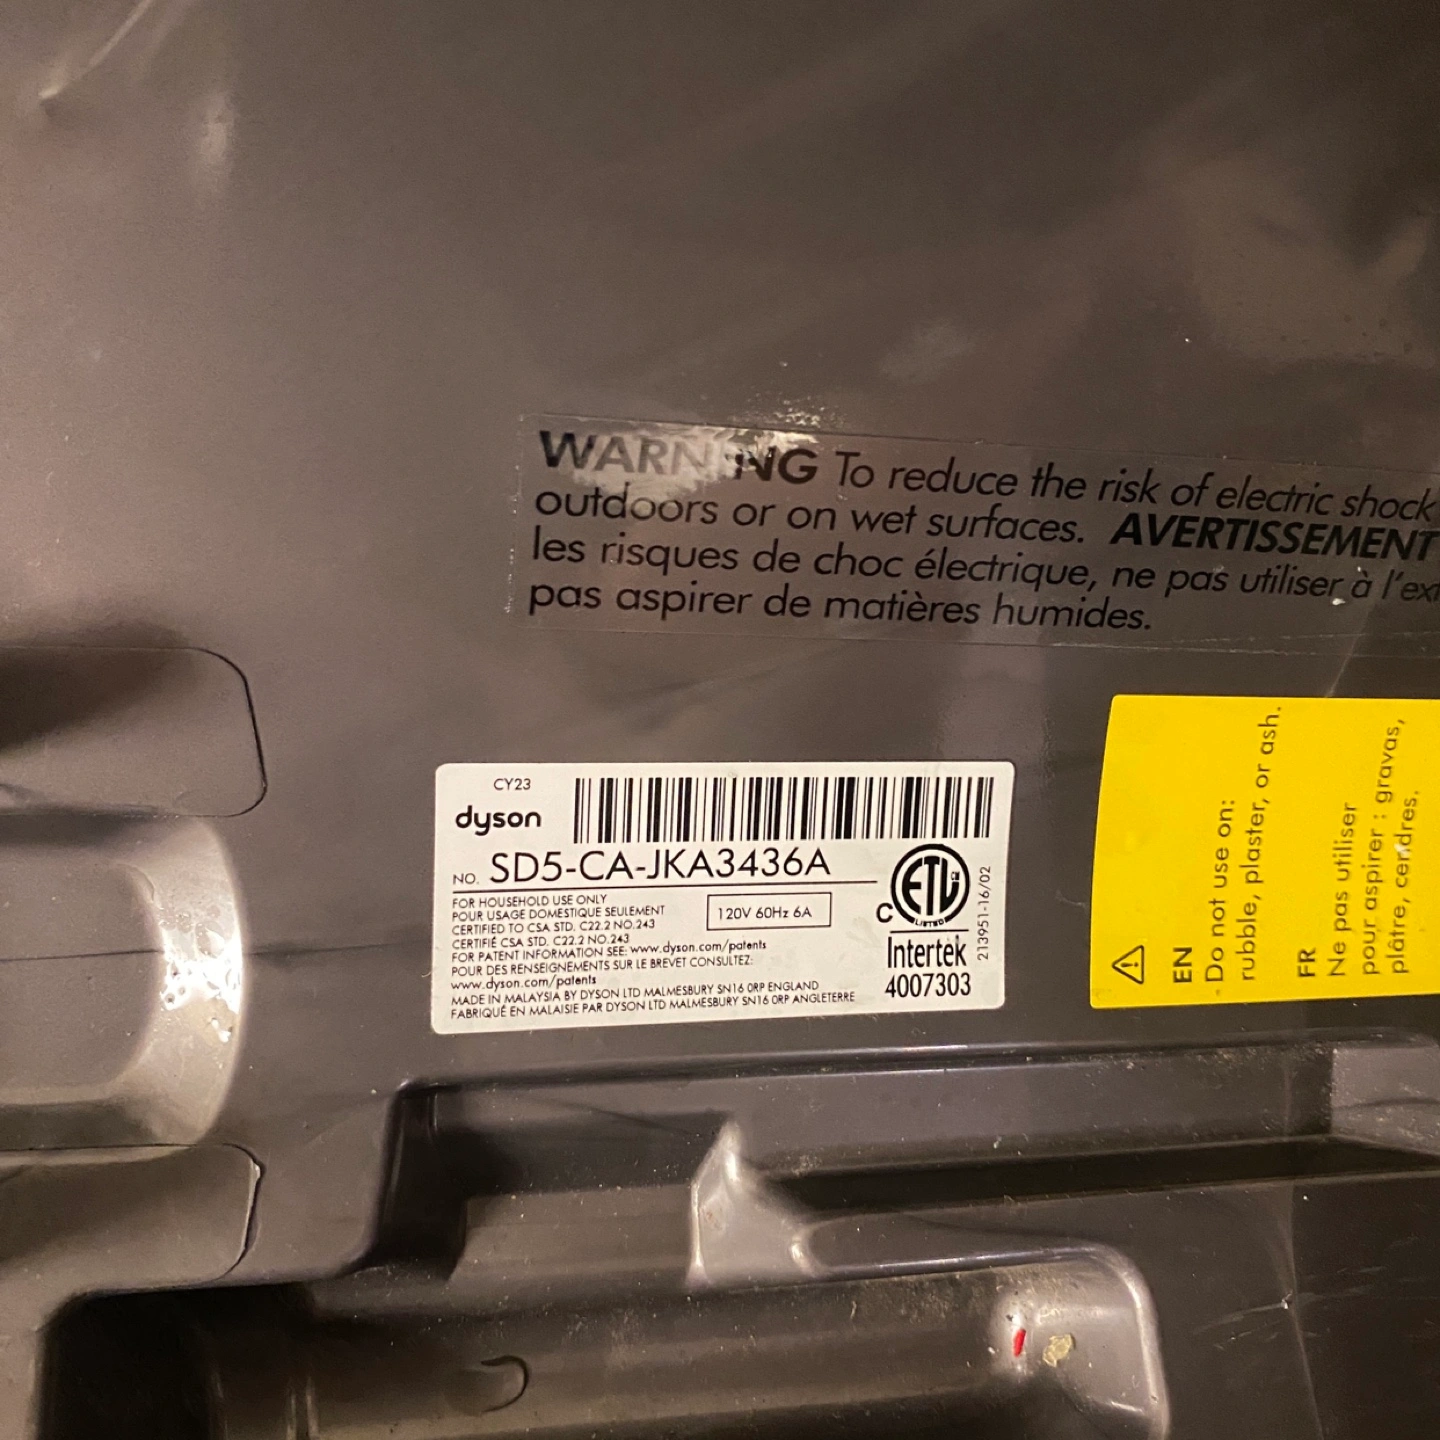 WARNING To reduce the risk of electric shock
outdoors or on wet surfaces. AVERTISSEMENT
les risques de choc électrique, ne pas utiliser à l'ext
pas aspirer de matières humides.
CY23
dyson
NO. SD5-CA-JKA3436A
FOR HOUSEHOLD USE ONLY
POUR USAGE DOMESTIQUE SEULEMENT
CERTIFIED TO CSA STD. C22.2 NO.243
CERTIFIÉ CSA STD. C22.2 NO.243
FOR PATENT INFORMATION SEE: www.dyson.com/patents
POUR DES RENSEIGNEMENTS SUR LE BREVET CONSULTEZ:
www.dyson.com/patents
MADE IN MALAYSIA BY DYSON LTD MALMESBURY SN16 0RP ENGLAND
FABRIQUÉ EN MALAISIE PAR DYSON LTD MALMESBURY SN16 0RP ANGLETERRE
120V 60Hz 6A
C ETL
LISTED
Intertek
4007303
213951-16/02
EN
Do not use on:
rubble, plaster, or ash.
FR
Ne pas utiliser
pour aspirer : gravas,
plâtre, cendres.